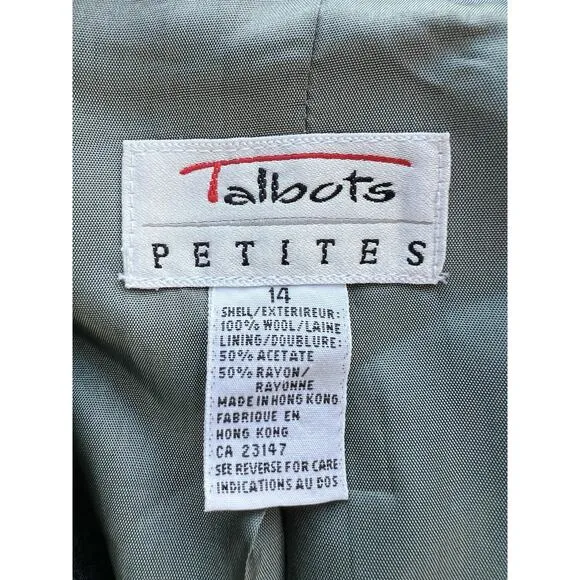 Talbots
PETITES
14
SHELL/EXTERIREUR:
100% WOOL/LAINE
LINING/DOUBLURE:
50% ACETATE
50% RAYON/
RAYONNE
MADE IN HONG KONG
FABRIQUE EN
HONG KONG
CA 23147
SEE REVERSE FOR CARE
INDICATIONS AU DOS